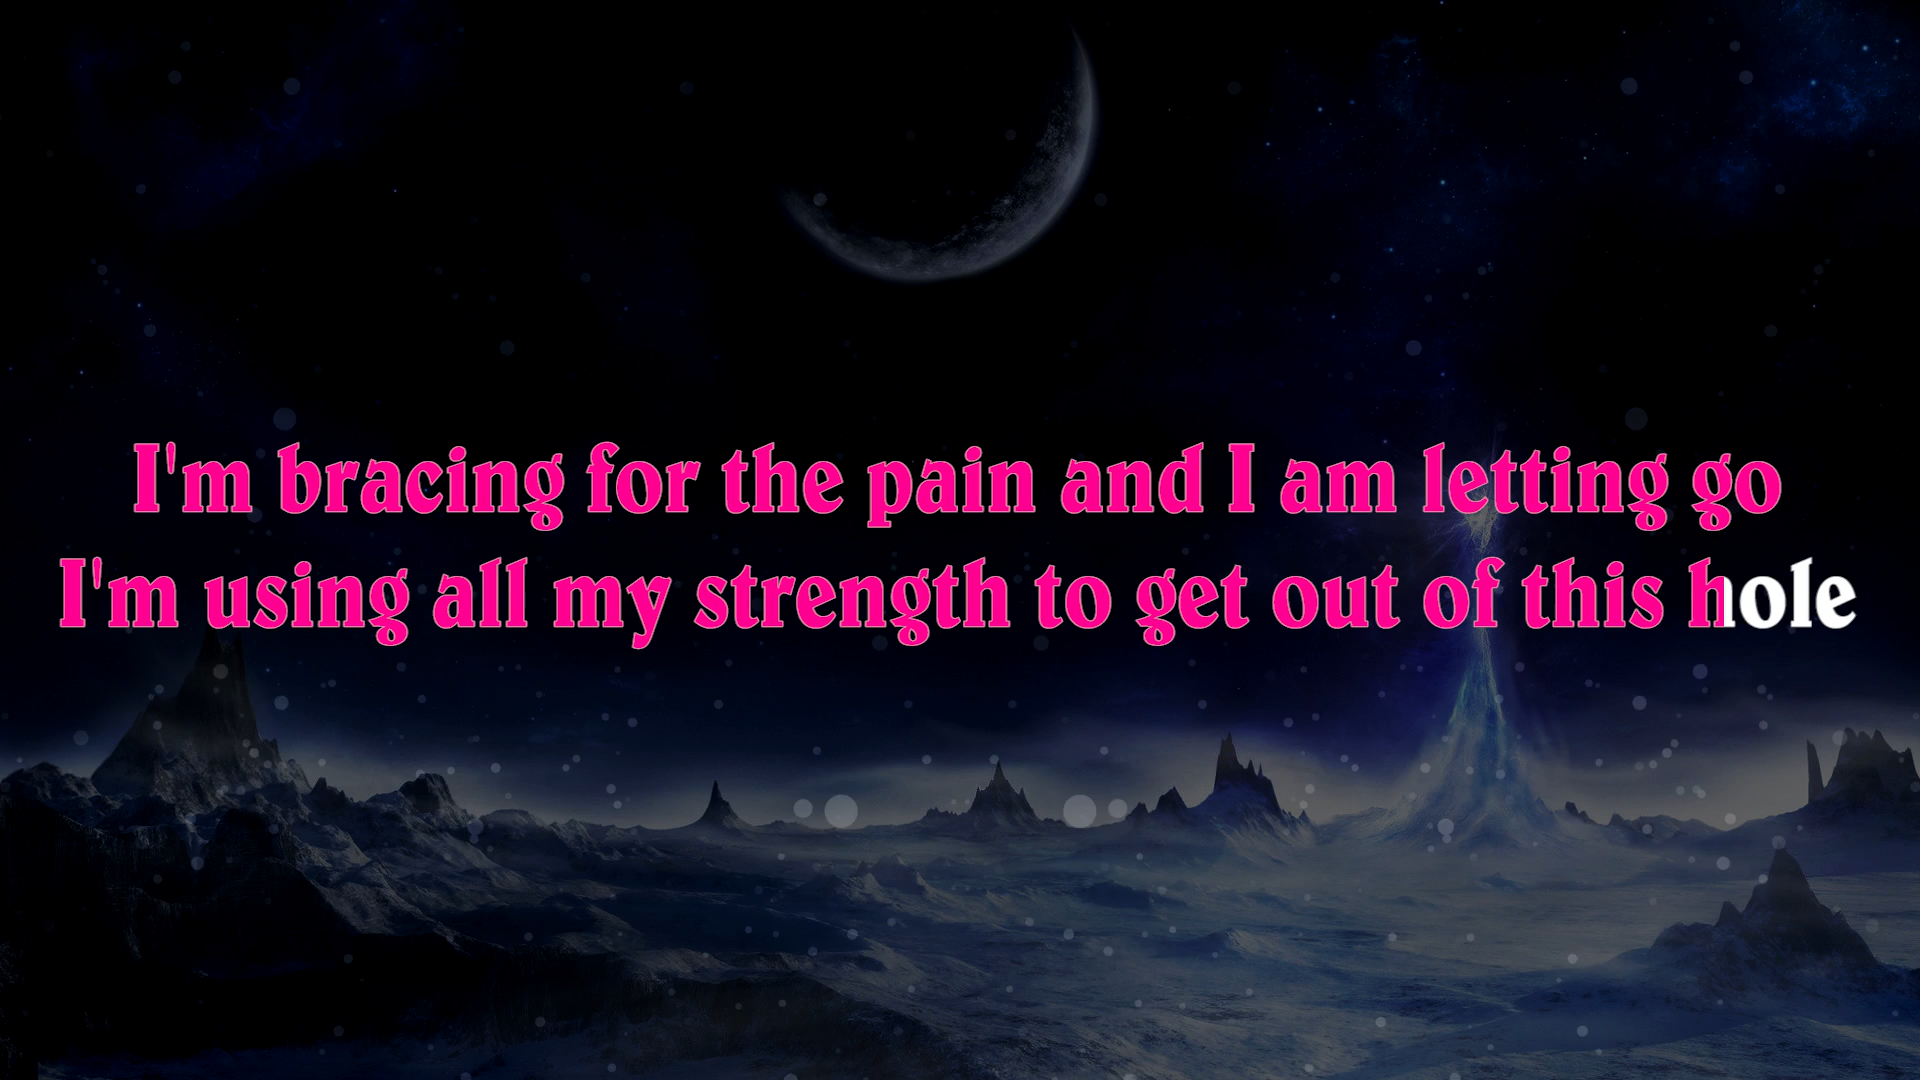 I'm bracing for the pain and I am letting go
I'm using all my strength to get out of this hole